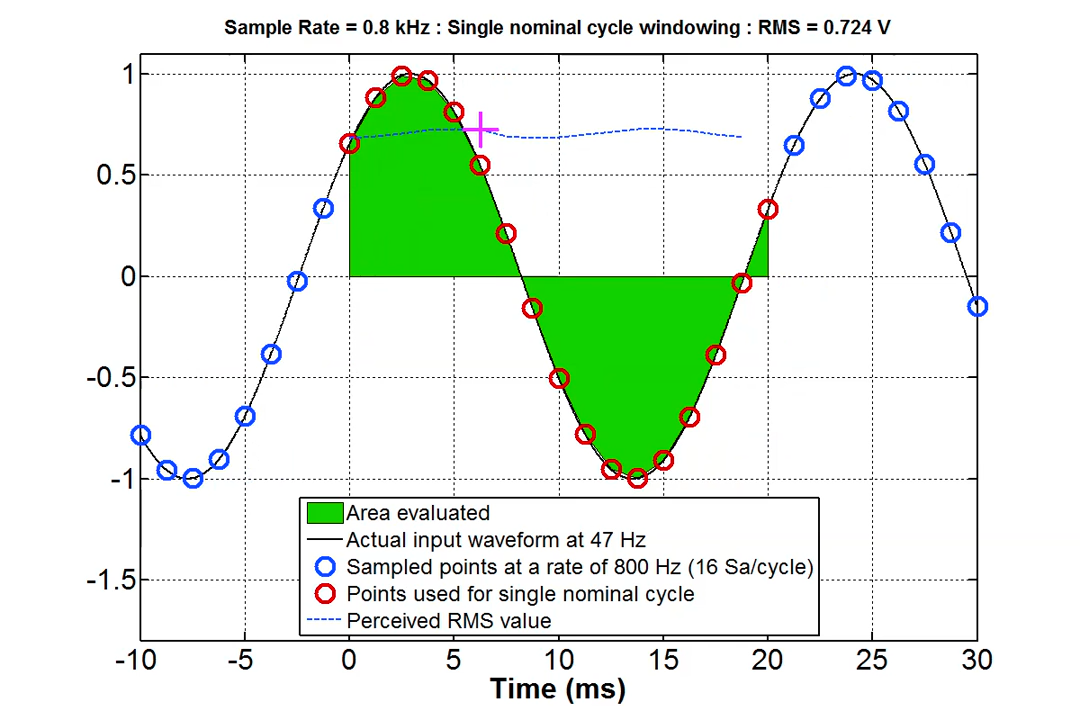 Sample Rate = 0.8 kHz : Single nominal cycle windowing : RMS = 0.724 V
1
0.5
0
-0.5
-1
-1.5
Area evaluated
Actual input waveform at 47 Hz
Sampled points at a rate of 800 Hz (16 Sa/cycle)
Points used for single nominal cycle
Perceived RMS value
-10 -5 0 5 10 15 20 25 30
Time (ms)